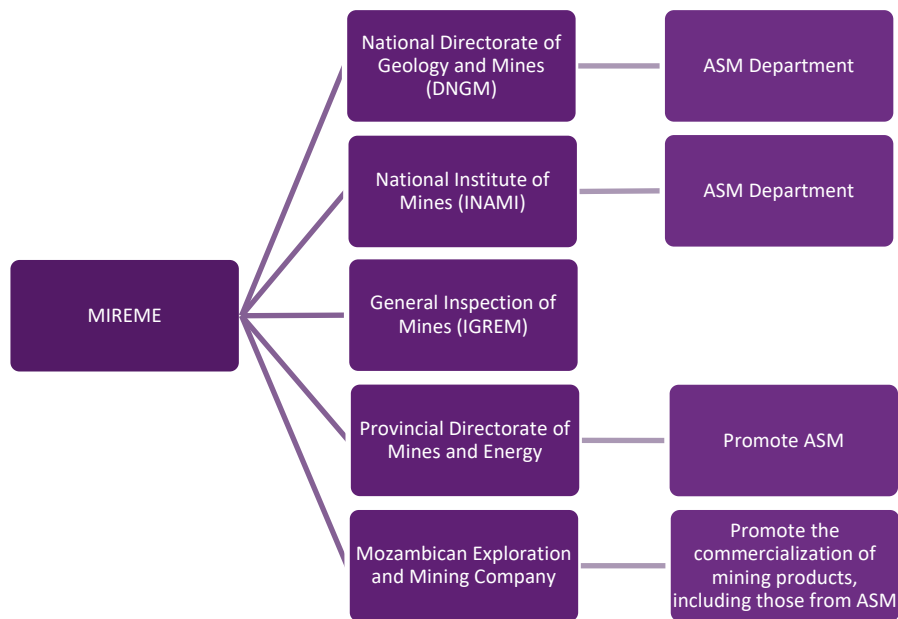 National Directorate of
Geology and Mines
(DNGM)
ASM Department
National Institute of
Mines (INAMI)
ASM Department
MIREME
General Inspection of
Mines (IGREM)
Provincial Directorate of
Mines and Energy
Promote ASM
Mozambican Exploration
and Mining Company
Promote the
commercialization of
mining products,
including those from ASM